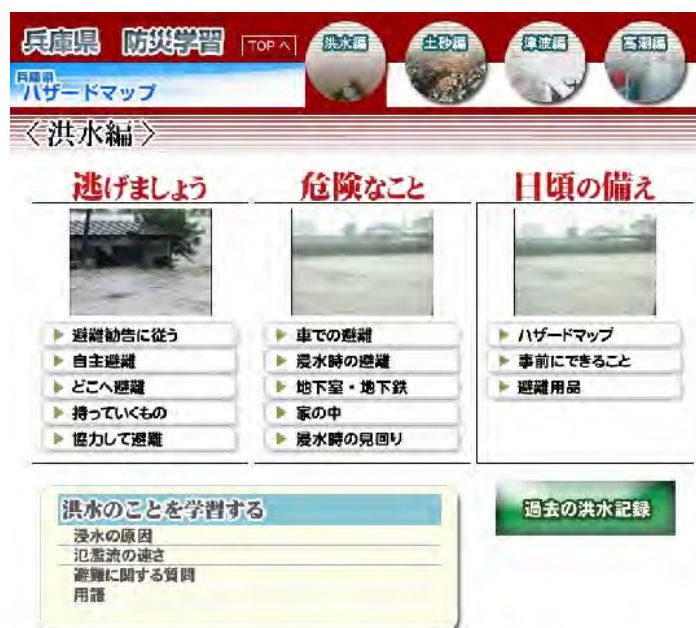 兵庫県 防災学習 TOPへ 洪水編 土砂編 津波編 高潮編
兵庫県
ハザードマップ
〈洪水編〉
逃げましょう
避難勧告に従う
自主避難
どこへ避難
持っていくもの
協力して避難
危険なこと
車での避難
浸水時の避難
地下室・地下鉄
家の中
浸水時の見回り
日頃の備え
ハザードマップ
事前にできること
避難用品
洪水のことを学習する
浸水の原因
氾濫流の速さ
避難に関する質問
用語
過去の洪水記録